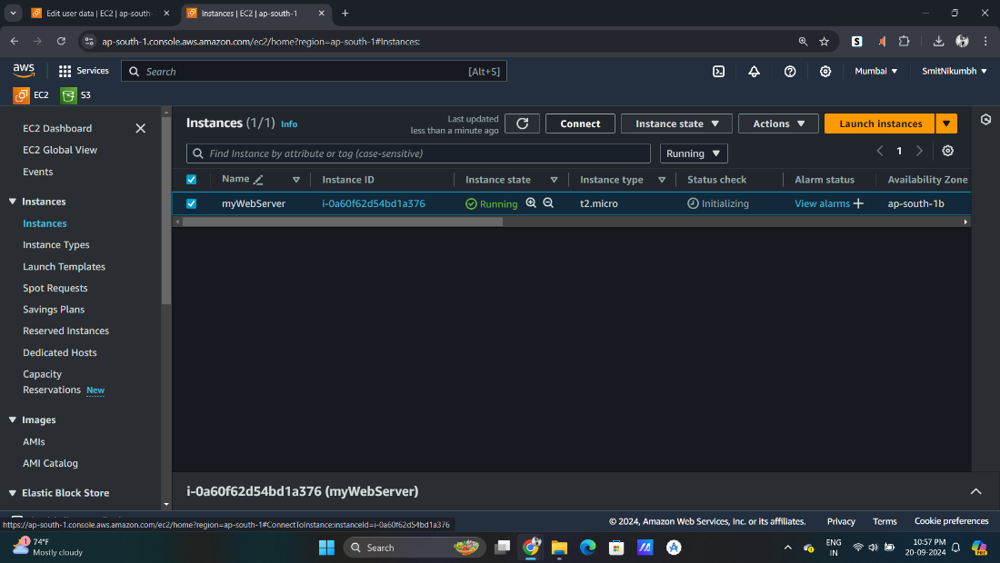 Edit user data | EC2 | ap-south-
Instances | EC2 | ap-south-1
ap-south-1.console.aws.amazon.com/ec2/home?region=ap-south-1#Instances:
aws
Services
Search
[Alt+S]
Mumbai
SmitNikumbh
EC2
S3
EC2 Dashboard
EC2 Global View
Events
Instances
Instances
Instance Types
Launch Templates
Spot Requests
Savings Plans
Reserved Instances
Dedicated Hosts
Capacity
Reservations New
Images
AMIs
AMI Catalog
Elastic Block Store
Instances (1/1) Info
Last updated
less than a minute ago
Connect
Instance state
Actions
Launch instances
Find Instance by attribute or tag (case-sensitive)
Running
1
Name
Instance ID
Instance state
Instance type
Status check
Alarm status
Availability Zone
myWebServer
i-0a60f62d54bd1a376
Running
t2.micro
Initializing
View alarms
ap-south-1b
i-0a60f62d54bd1a376 (myWebServer)
https://ap-south-1.console.aws.amazon.com/ec2/home?region=ap-south-1#ConnectToInstance:instanceId=i-0a60f62d54bd1a376
© 2024, Amazon Web Services, Inc. or its affiliates.
Privacy
Terms
Cookie preferences
1
74°F
Mostly cloudy
Search
ENG
IN
10:57 PM
20-09-2024